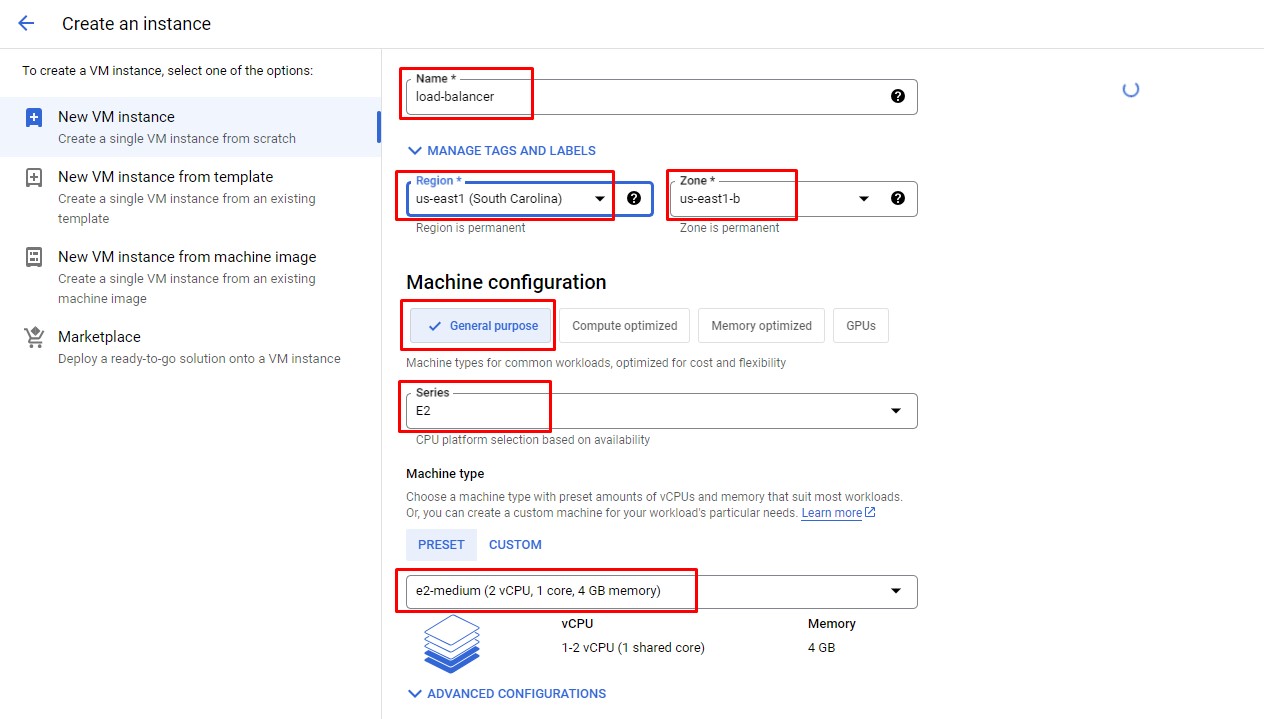 Create an instance
To create a VM instance, select one of the options:
New VM instance
Create a single VM instance from scratch
New VM instance from template
Create a single VM instance from an existing
template
New VM instance from machine image
Create a single VM instance from an existing
machine image
Marketplace
Deploy a ready-to-go solution onto a VM instance
Name *
load-balancer
MANAGE TAGS AND LABELS
Region *
us-east1 (South Carolina)
Region is permanent
Zone *
us-east1-b
Zone is permanent
Machine configuration
General purpose
Compute optimized
Memory optimized
GPUs
Machine types for common workloads, optimized for cost and flexibility
Series
E2
CPU platform selection based on availability
Machine type
Choose a machine type with preset amounts of vCPUs and memory that suit most workloads.
Or, you can create a custom machine for your workload's particular needs. Learn more
PRESET
CUSTOM
e2-medium (2 vCPU, 1 core, 4 GB memory)
vCPU
1-2 vCPU (1 shared core)
Memory
4 GB
ADVANCED CONFIGURATIONS